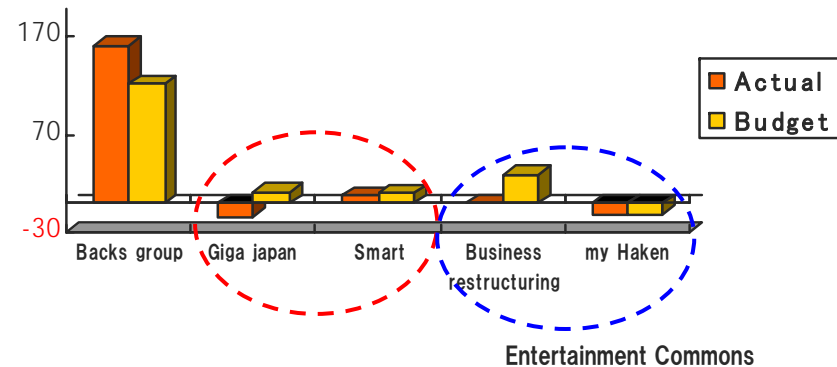 170
70
-30
Actual
Budget
Backs group
Giga japan
Smart
Business
restructuring
my Haken
Entertainment Commons